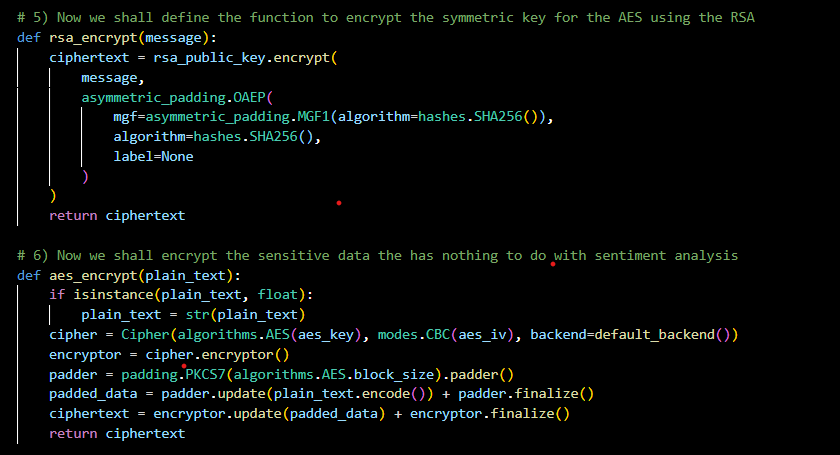 # 5) Now we shall define the function to encrypt the symmetric key for the AES using the RSA
def rsa_encrypt(message):
    ciphertext = rsa_public_key.encrypt(
        message,
        asymmetric_padding.OAEP(
            mgf=asymmetric_padding.MGF1(algorithm=hashes.SHA256()),
            algorithm=hashes.SHA256(),
            label=None
        )
    )
    return ciphertext

# 6) Now we shall encrypt the sensitive data the has nothing to do with sentiment analysis
def aes_encrypt(plain_text):
    if isinstance(plain_text, float):
        plain_text = str(plain_text)
    cipher = Cipher(algorithms.AES(aes_key), modes.CBC(aes_iv), backend=default_backend())
    encryptor = cipher.encryptor()
    padder = padding.PKCS7(algorithms.AES.block_size).padder()
    padded_data = padder.update(plain_text.encode()) + padder.finalize()
    ciphertext = encryptor.update(padded_data) + encryptor.finalize()
    return ciphertext